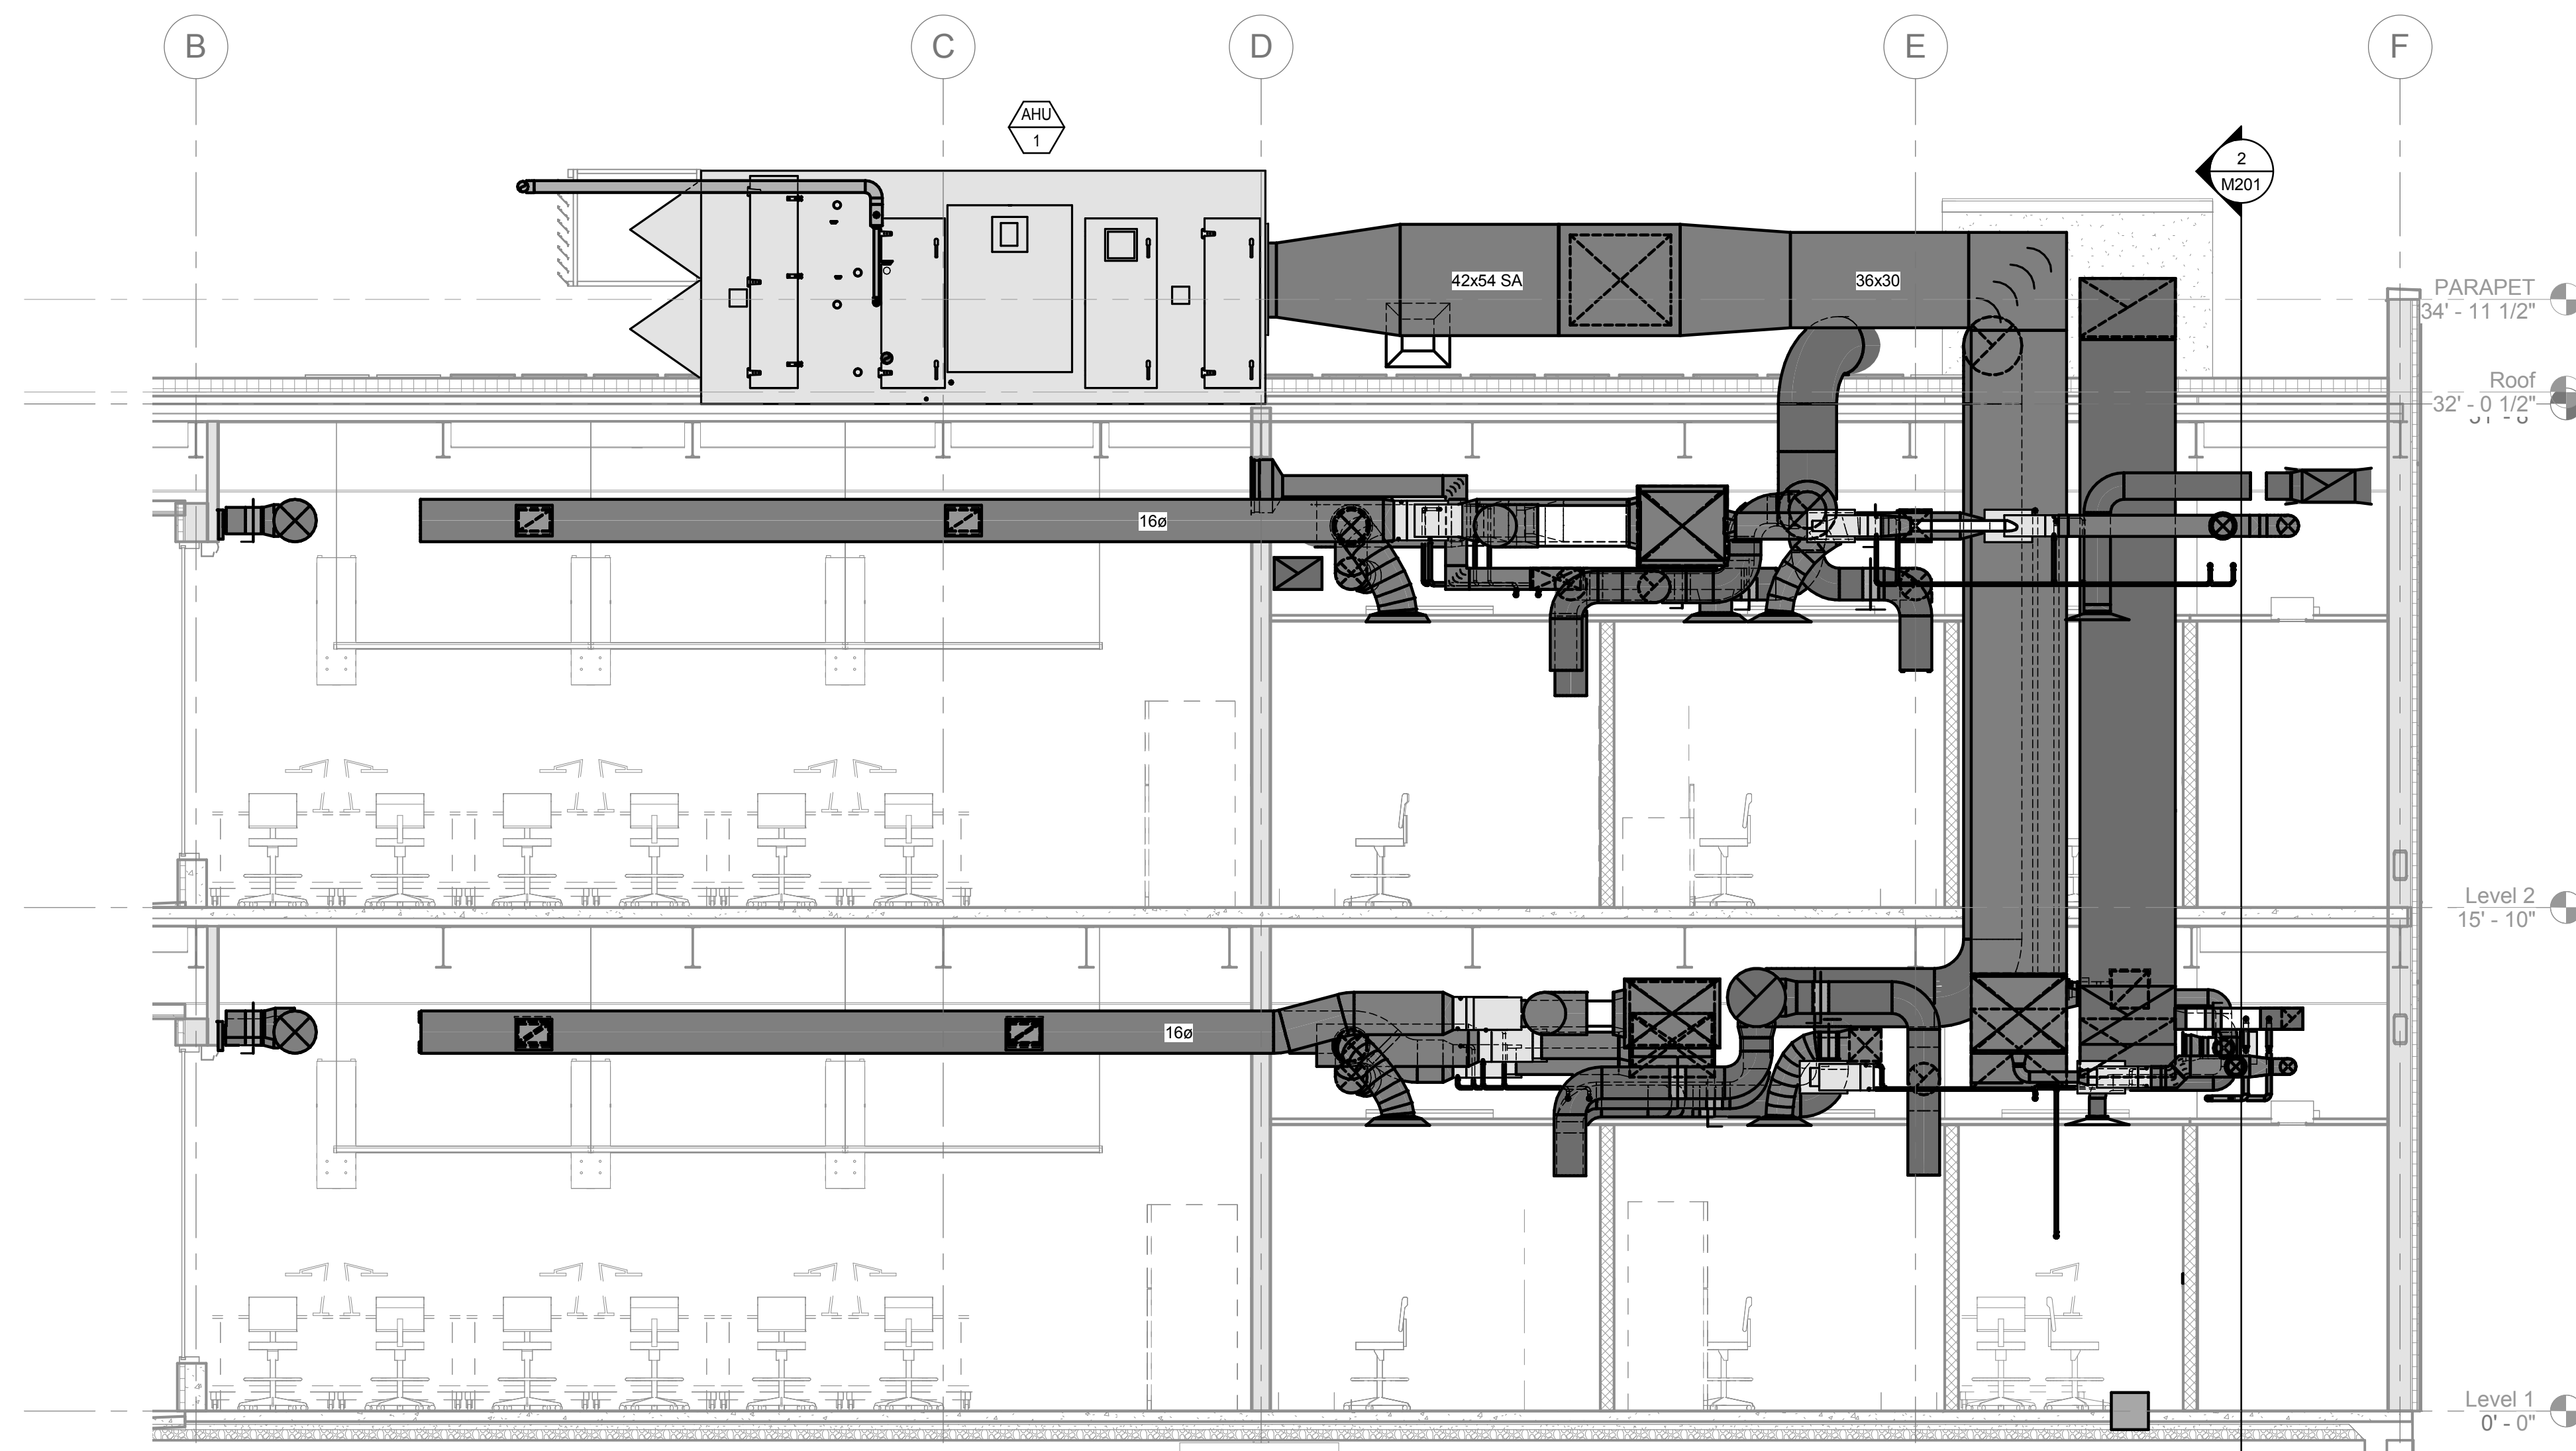 B
C
D
E
F
AHU
1
2
M201
42x54 SA
36x30
PARAPET
34' - 11 1/2"
Roof
32' - 0 1/2"
16ø
Level 2
15' - 10"
16ø
Level 1
0' - 0"